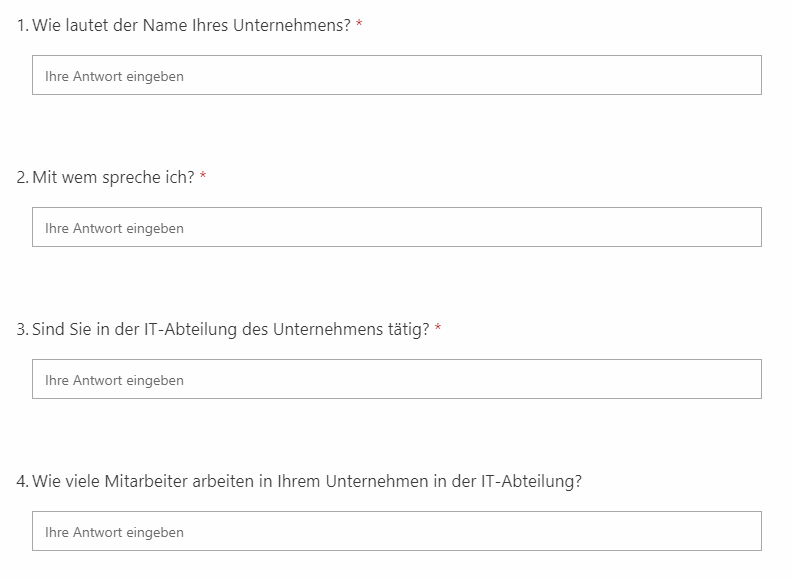 1. Wie lautet der Name Ihres Unternehmens? *
Ihre Antwort eingeben
2. Mit wem spreche ich? *
Ihre Antwort eingeben
3. Sind Sie in der IT-Abteilung des Unternehmens tätig? *
Ihre Antwort eingeben
4. Wie viele Mitarbeiter arbeiten in Ihrem Unternehmen in der IT-Abteilung?
Ihre Antwort eingeben